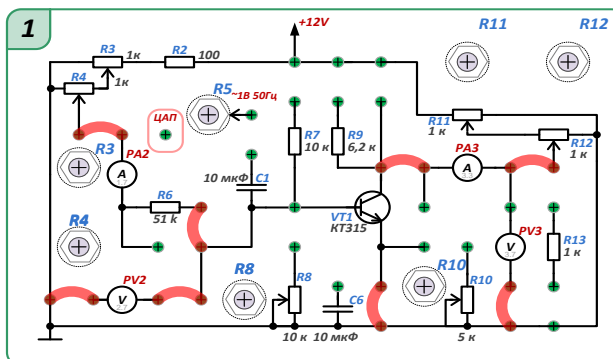 1
+12V
R11
R12
R3
1к
R2
100
R4
1к
R5
~1В 50Гц
ЦАП
R3
PA2
A
R7
10 к
R9
6,2 к
R11
1 к
R12
1 к
PA3
A
10 мкФ
C1
R6
51 k
VT1
КТ315
R4
PV3
V
R13
1 к
PV2
V
R8
R8
10 к
C6
10 мкФ
R10
R10
5 к